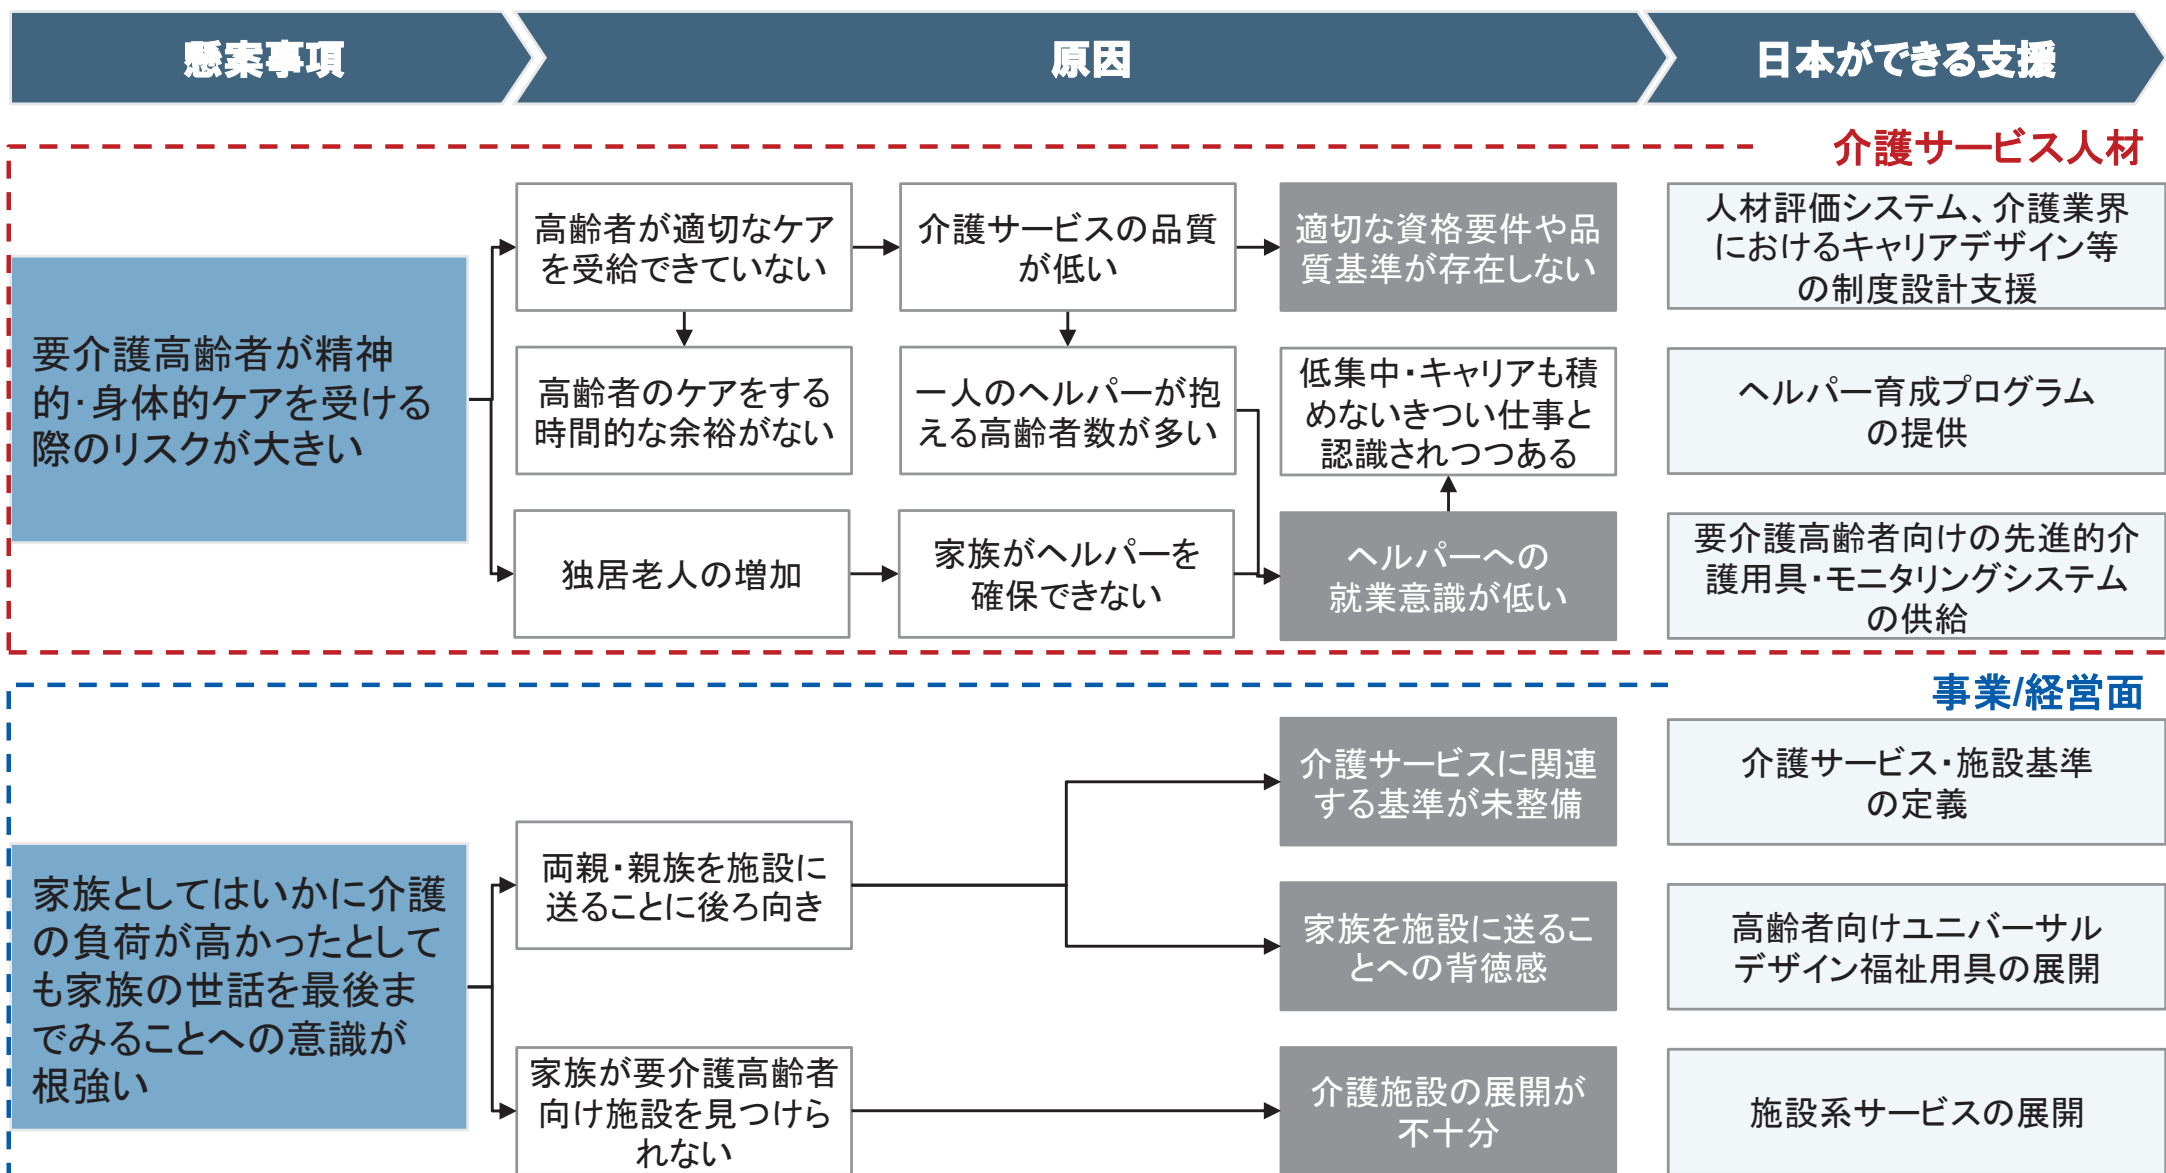 懸案事項
原因
日本ができる支援
介護サービス人材
要介護高齢者が精神
的・身体的ケアを受ける
際のリスクが大きい
高齢者が適切なケア
を受給できていない
介護サービスの品質
が低い
適切な資格要件や品
質基準が存在しない
人材評価システム、介護業界
におけるキャリアデザイン等
の制度設計支援
高齢者のケアをする
時間的な余裕がない
一人のヘルパーが抱
える高齢者数が多い
低集中・キャリアも積
めないきつい仕事と
認識されつつある
ヘルパー育成プログラム
の提供
独居老人の増加
家族がヘルパーを
確保できない
ヘルパーへの
就業意識が低い
要介護高齢者向けの先進的介
護用具・モニタリングシステム
の供給
事業/経営面
家族としてはいかに介護
の負荷が高かったとして
も家族の世話を最後ま
でみることへの意識が
根強い
両親・親族を施設に
送ることに後ろ向き
介護サービスに関連
する基準が未整備
介護サービス・施設基準
の定義
家族を施設に送るこ
とへの背徳感
高齢者向けユニバーサル
デザイン福祉用具の展開
家族が要介護高齢者
向け施設を見つけら
れない
介護施設の展開が
不十分
施設系サービスの展開